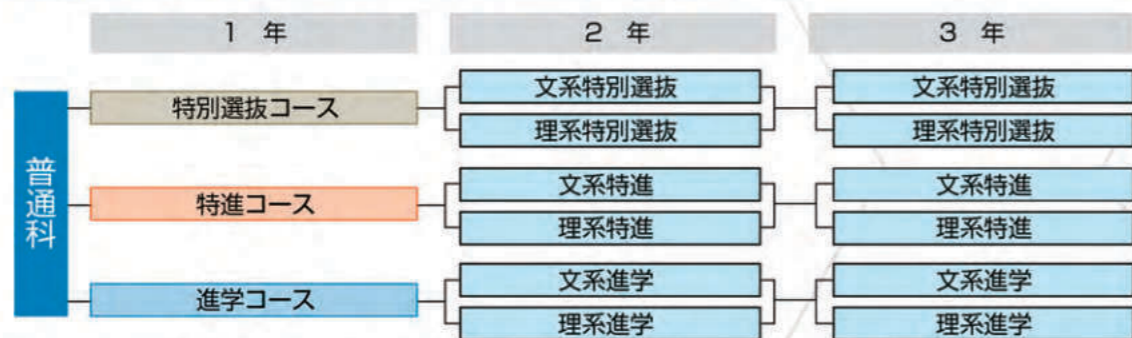 1 年
2 年
3 年
普通科
特別選抜コース
文系特別選抜
理系特別選抜
文系特別選抜
理系特別選抜
特進コース
文系特進
理系特進
文系特進
理系特進
進学コース
文系進学
理系進学
文系進学
理系進学